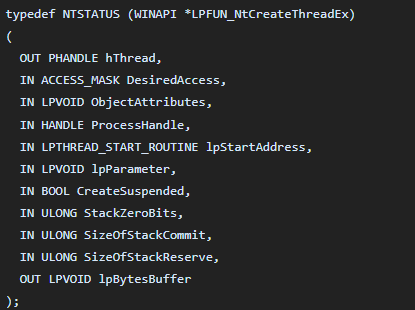 typedef NTSTATUS (WINAPI *LPFUN_NtCreateThreadEx)
(
  OUT PHANDLE hThread,
  IN ACCESS_MASK DesiredAccess,
  IN LPVOID ObjectAttributes,
  IN HANDLE ProcessHandle,
  IN LPTHREAD_START_ROUTINE lpStartAddress,
  IN LPVOID lpParameter,
  IN BOOL CreateSuspended,
  IN ULONG StackZeroBits,
  IN ULONG SizeOfStackCommit,
  IN ULONG SizeOfStackReserve,
  OUT LPVOID lpBytesBuffer
);